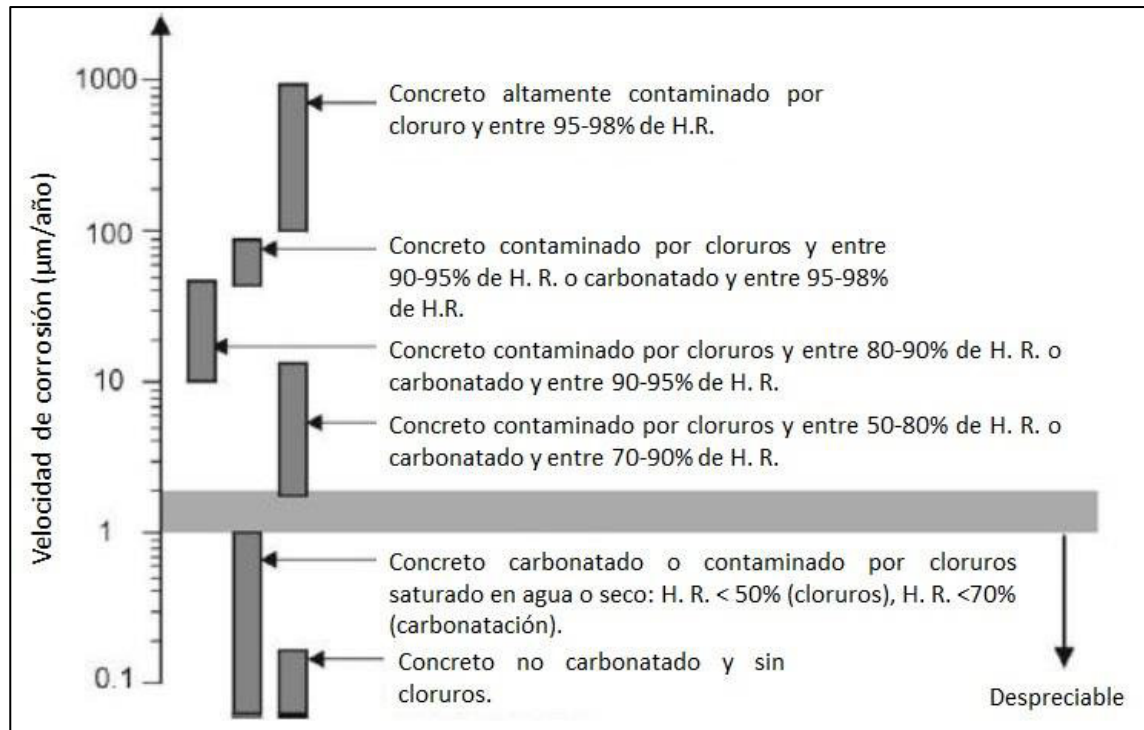 Velocidad de corrosión (µm/año)
1000
Concreto altamente contaminado por
cloruro y entre 95-98% de H.R.
100
Concreto contaminado por cloruros y entre
90-95% de H. R. o carbonatado y entre 95-98%
de H.R.
Concreto contaminado por cloruros y entre 80-90% de H. R. o
carbonatado y entre 90-95% de H. R.
10
Concreto contaminado por cloruros y entre 50-80% de H. R. o
carbonatado y entre 70-90% de H. R.
1
Concreto carbonatado o contaminado por cloruros
saturado en agua o seco: H. R. < 50% (cloruros), H. R. <70%
(carbonatación).
Concreto no carbonatado y sin
cloruros.
0.1
Despreciable